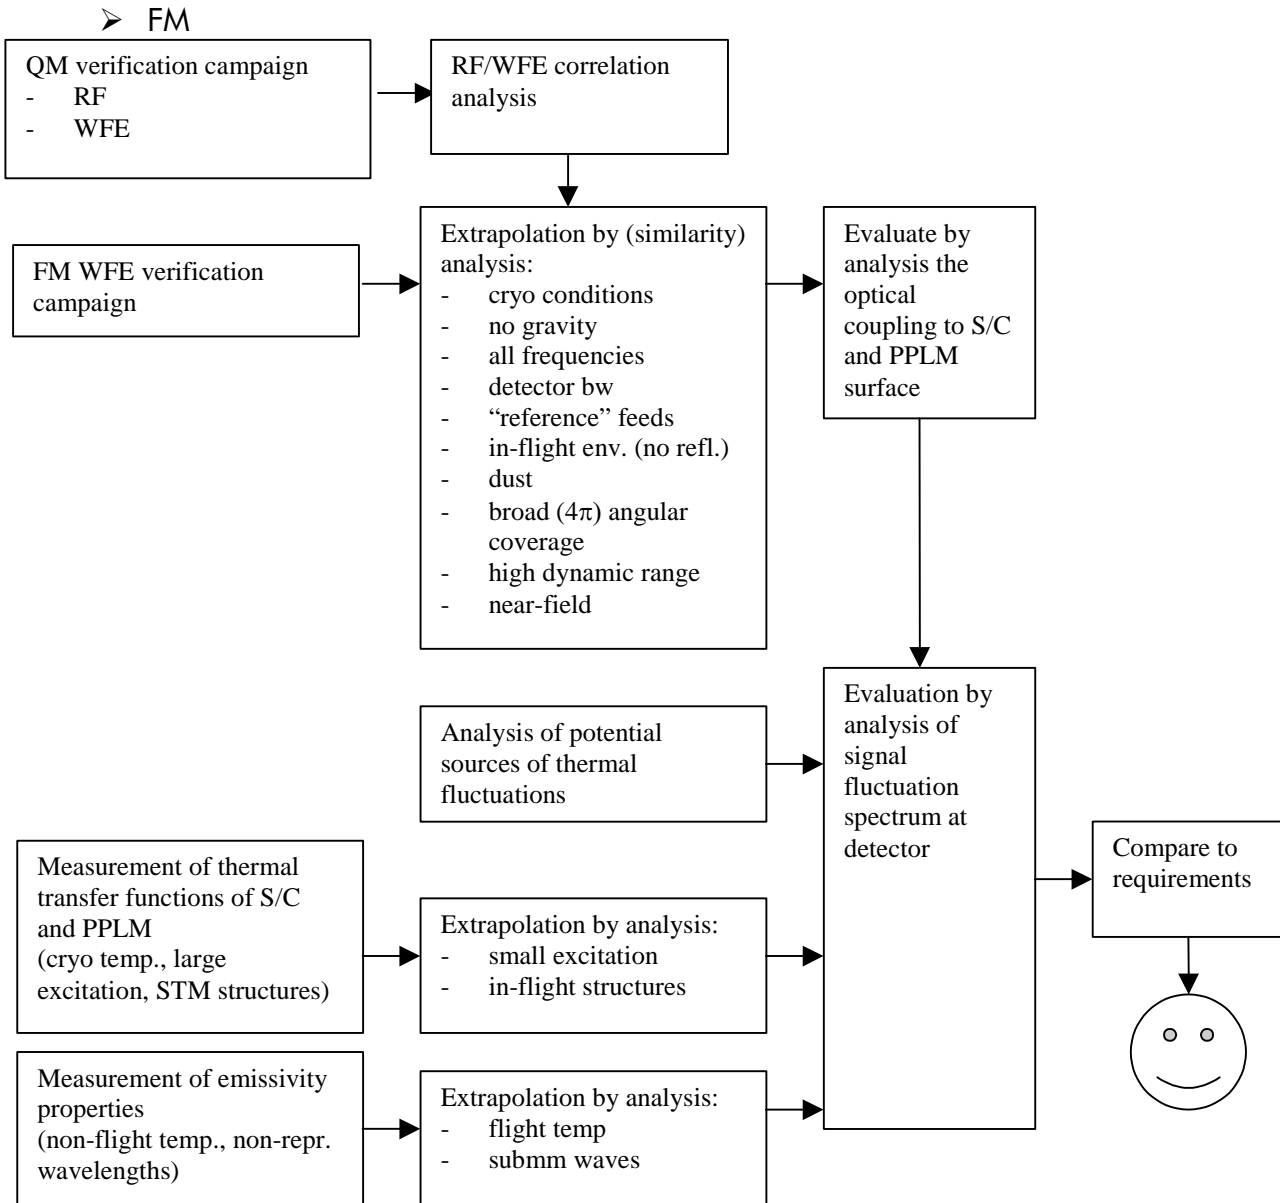 ➢ FM
QM verification campaign
- RF
- WFE
RF/WFE correlation
analysis
FM WFE verification
campaign
Extrapolation by (similarity)
analysis:
- cryo conditions
- no gravity
- all frequencies
- detector bw
- “reference” feeds
- in-flight env. (no refl.)
- dust
- broad (4π) angular
coverage
- high dynamic range
- near-field
Evaluate by
analysis the
optical
coupling to S/C
and PPLM
surface
Analysis of potential
sources of thermal
fluctuations
Evaluation by
analysis of
signal
fluctuation
spectrum at
detector
Measurement of thermal
transfer functions of S/C
and PPLM
(cryo temp., large
excitation, STM structures)
Extrapolation by analysis:
- small excitation
- in-flight structures
Compare to
requirements
Measurement of emissivity
properties
(non-flight temp., non-repr.
wavelengths)
Extrapolation by analysis:
- flight temp
- submm waves